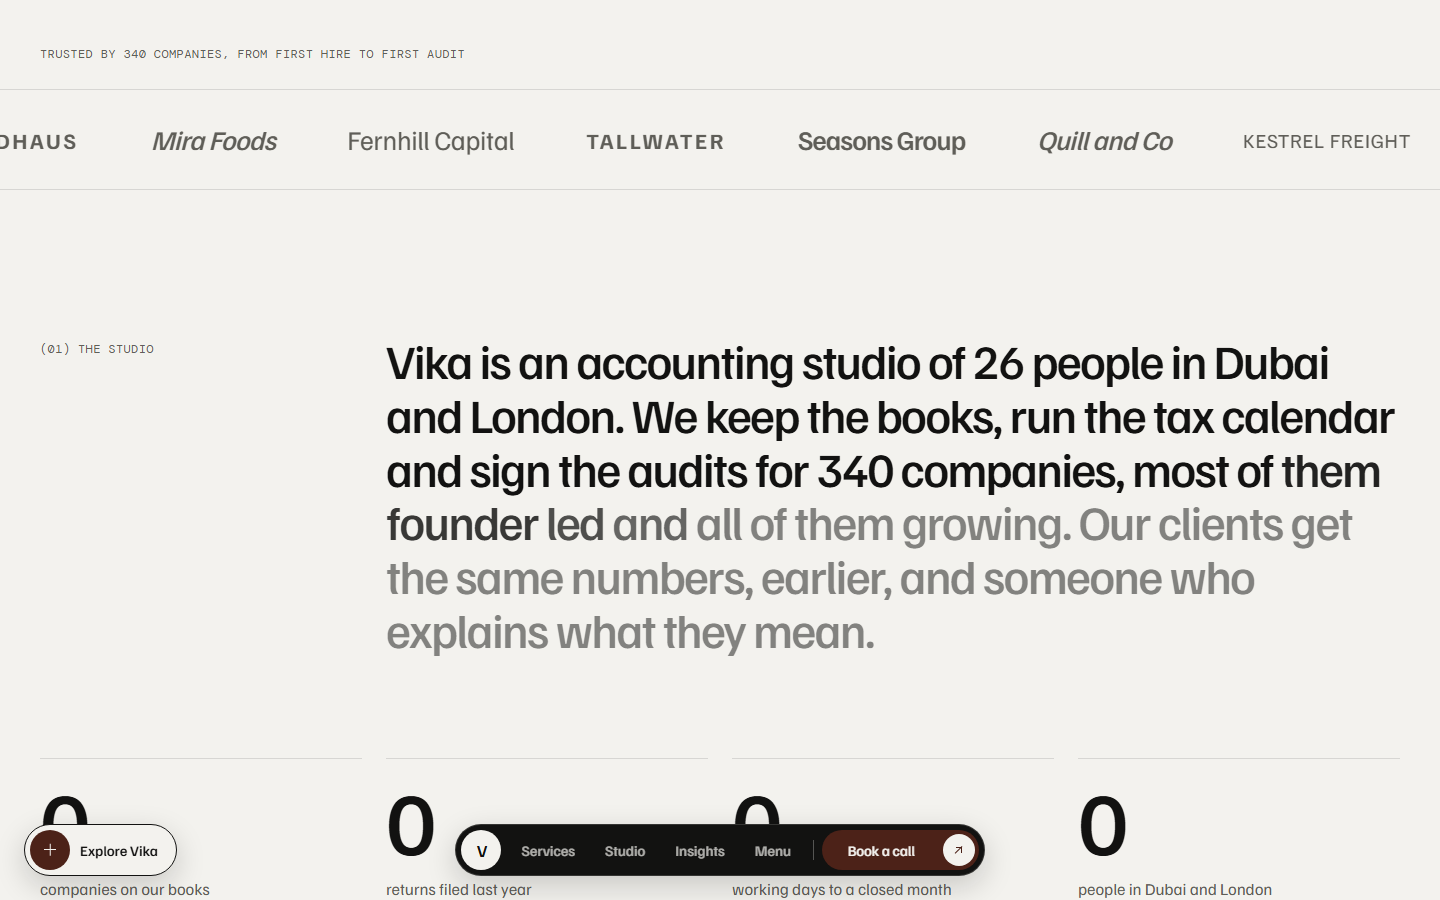 TRUSTED BY 340 COMPANIES, FROM FIRST HIRE TO FIRST AUDIT
DHAUS Mira Foods Fernhill Capital TALLWATER Seasons Group Quill and Co KESTREL FREIGHT
(01) THE STUDIO
Vika is an accounting studio of 26 people in Dubai
and London. We keep the books, run the tax calendar
and sign the audits for 340 companies, most of them
founder led and all of them growing. Our clients get
the same numbers, earlier, and someone who
explains what they mean.
0 0 0 0
Explore Vika
V Services Studio Insights Menu Book a call
companies on our books returns filed last year working days to a closed month people in Dubai and London